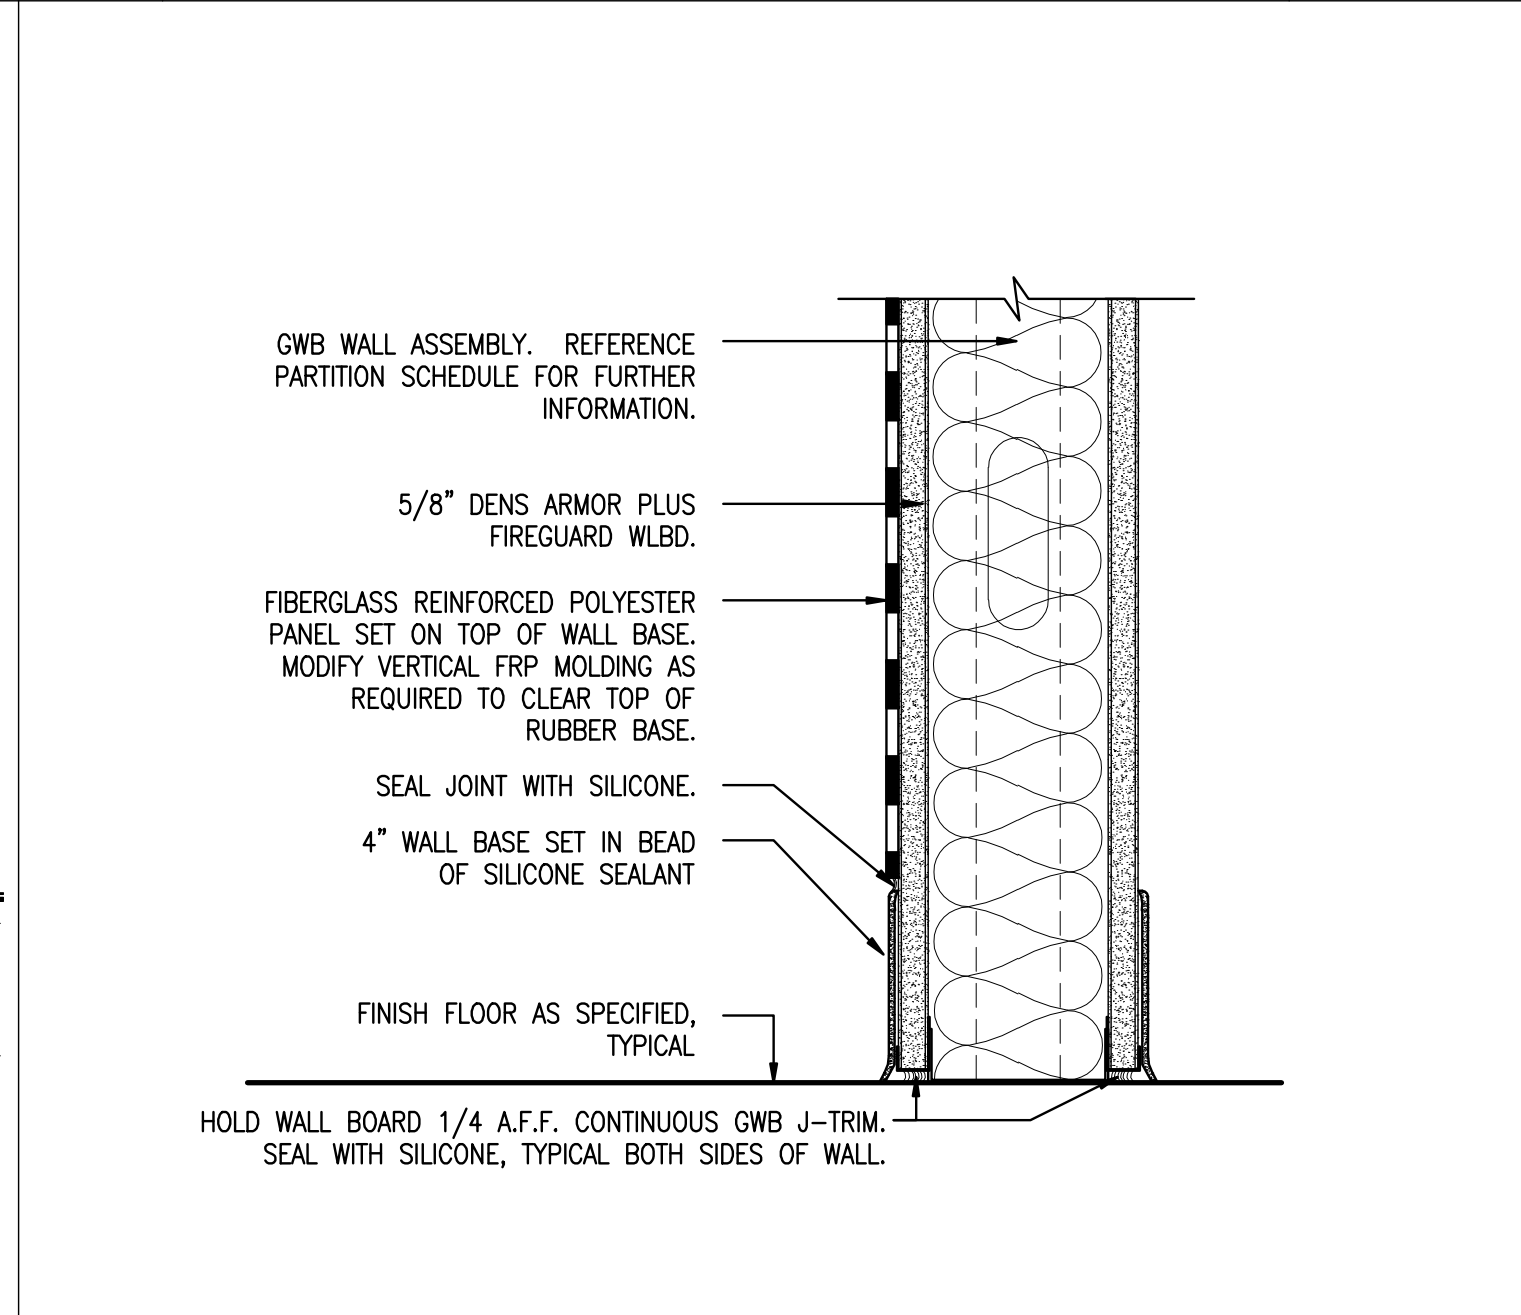 GWB WALL ASSEMBLY. REFERENCE
PARTITION SCHEDULE FOR FURTHER
INFORMATION.
5/8" DENS ARMOR PLUS
FIREGUARD WLBD.
FIBERGLASS REINFORCED POLYESTER
PANEL SET ON TOP OF WALL BASE.
MODIFY VERTICAL FRP MOLDING AS
REQUIRED TO CLEAR TOP OF
RUBBER BASE.
SEAL JOINT WITH SILICONE.
4" WALL BASE SET IN BEAD
OF SILICONE SEALANT
FINISH FLOOR AS SPECIFIED,
TYPICAL
HOLD WALL BOARD 1/4 A.F.F. CONTINUOUS GWB J-TRIM.
SEAL WITH SILICONE, TYPICAL BOTH SIDES OF WALL.